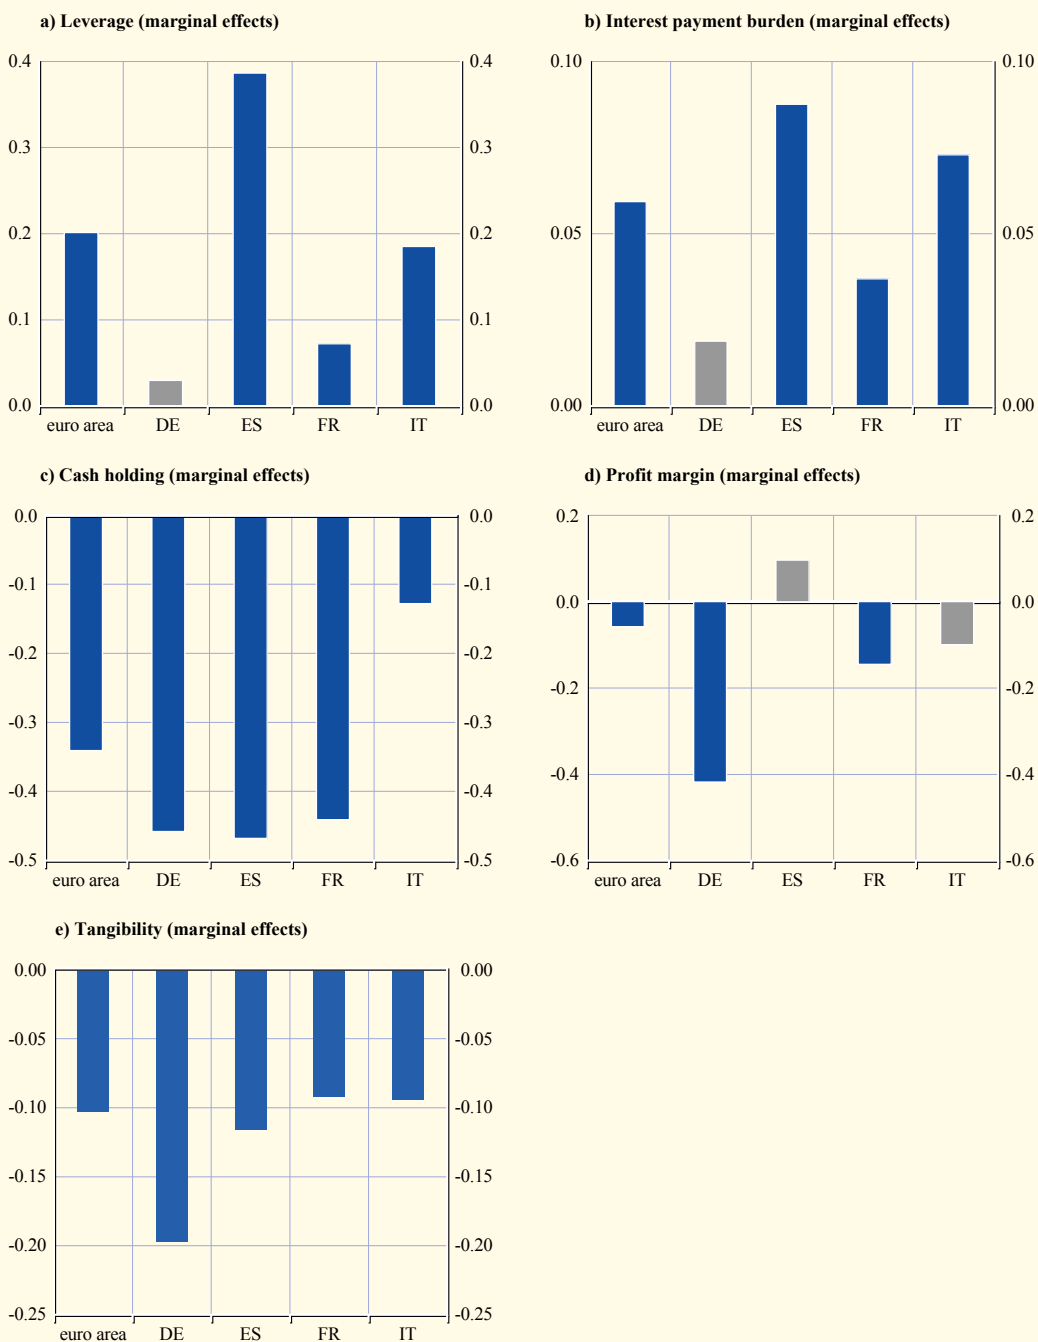 a) Leverage (marginal effects)
0.4 0.4
0.3 0.3
0.2 0.2
0.1 0.1
0.0 0.0
euro area DE ES FR IT
b) Interest payment burden (marginal effects)
0.10 0.10
0.05 0.05
0.00 0.00
euro area DE ES FR IT
c) Cash holding (marginal effects)
0.0 0.0
-0.1 -0.1
-0.2 -0.2
-0.3 -0.3
-0.4 -0.4
-0.5 -0.5
euro area DE ES FR IT
d) Profit margin (marginal effects)
0.2 0.2
0.0 0.0
-0.2 -0.2
-0.4 -0.4
-0.6 -0.6
euro area DE ES FR IT
e) Tangibility (marginal effects)
0.00 0.00
-0.05 -0.05
-0.10 -0.10
-0.15 -0.15
-0.20 -0.20
-0.25 -0.25
euro area DE ES FR IT